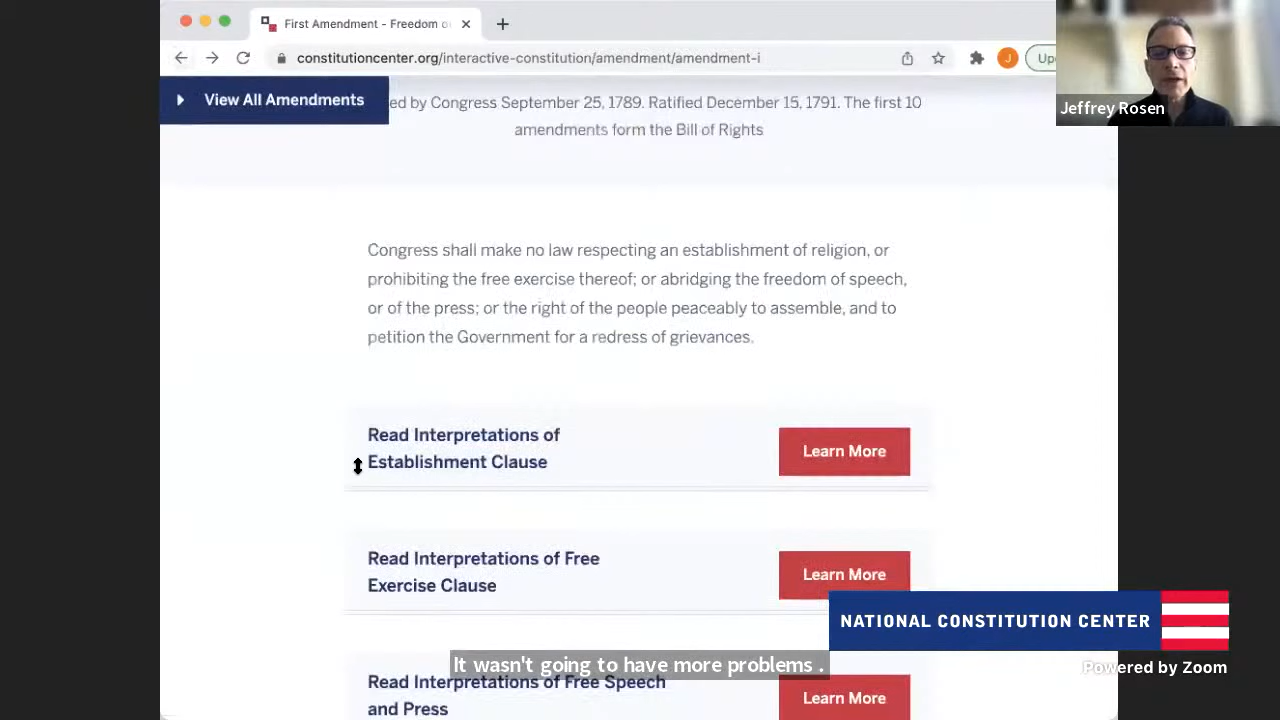 First Amendment - Freedom o
constitutioncenter.org/interactive-constitution/amendment/amendment-i
J
Up
Jeffrey Rosen
View All Amendments
ed by Congress September 25, 1789. Ratified December 15, 1791. The first 10
amendments form the Bill of Rights
Congress shall make no law respecting an establishment of religion, or
prohibiting the free exercise thereof; or abridging the freedom of speech,
or of the press; or the right of the people peaceably to assemble, and to
petition the Government for a redress of grievances.
Read Interpretations of
Establishment Clause
Learn More
Read Interpretations of Free
Exercise Clause
Learn More
NATIONAL CONSTITUTION CENTER
It wasn't going to have more problems .
Powered by Zoom
Read Interpretations of Free Speech
and Press
Learn More